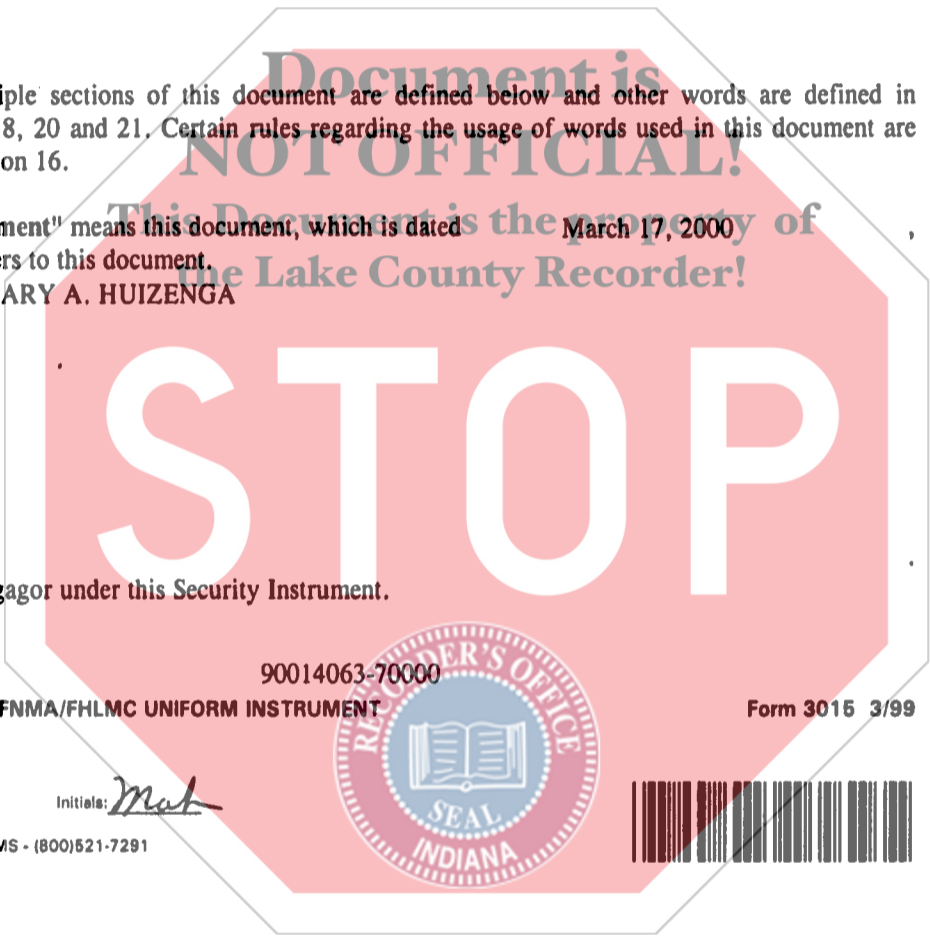 Document is
iple sections of this document are defined below and other words are defined in
8, 20 and 21. Certain rules regarding the usage of words used in this document are
NOT OFFICIAL!
on 16.
This Document is the property of
ment" means this document, which is dated March 17, 2000 ,
ers to this document.
the Lake County Recorder!
ARY A. HUIZENGA
.
STOP
.
gagor under this Security Instrument.
90014063-70000
RECORDER'S OFFICE
FNMA/FHLMC UNIFORM INSTRUMENT Form 3015 3/99
Initials: Mah
SEAL
MS - (800)521-7291
INDIANA